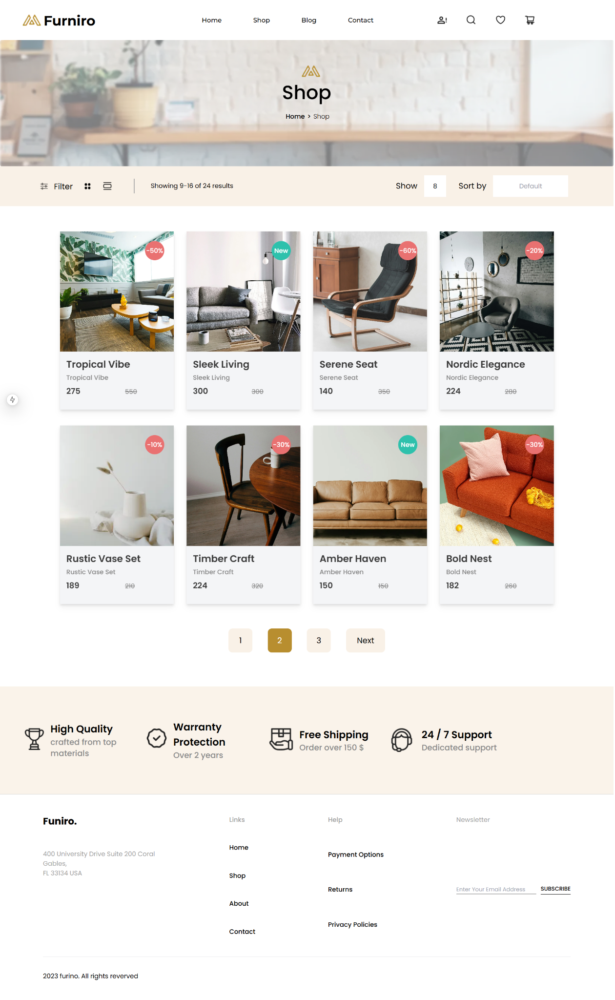 Furniro
Home
Shop
Blog
Contact
Shop
Home > Shop
Filter
Showing 9-16 of 24 results
Show
8
Sort by
Default
-50%
New
-60%
-20%
Tropical Vibe
Tropical Vibe
275
550
Sleek Living
Sleek Living
300
300
Serene Seat
Serene Seat
140
350
Nordic Elegance
Nordic Elegance
224
280
-10%
-30%
New
-30%
Rustic Vase Set
Rustic Vase Set
189
210
Timber Craft
Timber Craft
224
320
Amber Haven
Amber Haven
150
150
Bold Nest
Bold Nest
182
260
1
2
3
Next
High Quality
crafted from top
materials
Warranty
Protection
Over 2 years
Free Shipping
Order over 150 $
24 / 7 Support
Dedicated support
Funiro.
400 University Drive Suite 200 Coral
Gables,
FL 33134 USA
Links
Home
Shop
About
Contact
Help
Payment Options
Returns
Privacy Policies
Newsletter
Enter Your Email Address
SUBSCRIBE
2023 furino. All rights reverved